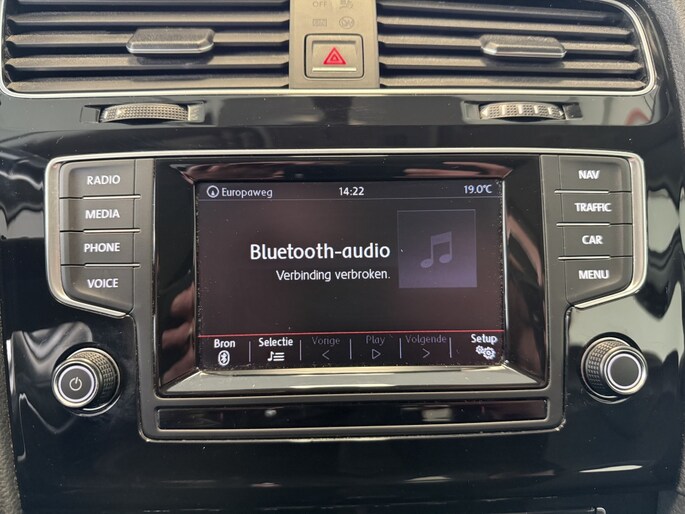 OFF
RADIO
MEDIA
PHONE
VOICE
Europaweg 14:22 19.0°C
Bluetooth-audio
Verbinding verbroken.
Bron Selectie Vorige Play Volgende Setup
NAV
TRAFFIC
CAR
MENU